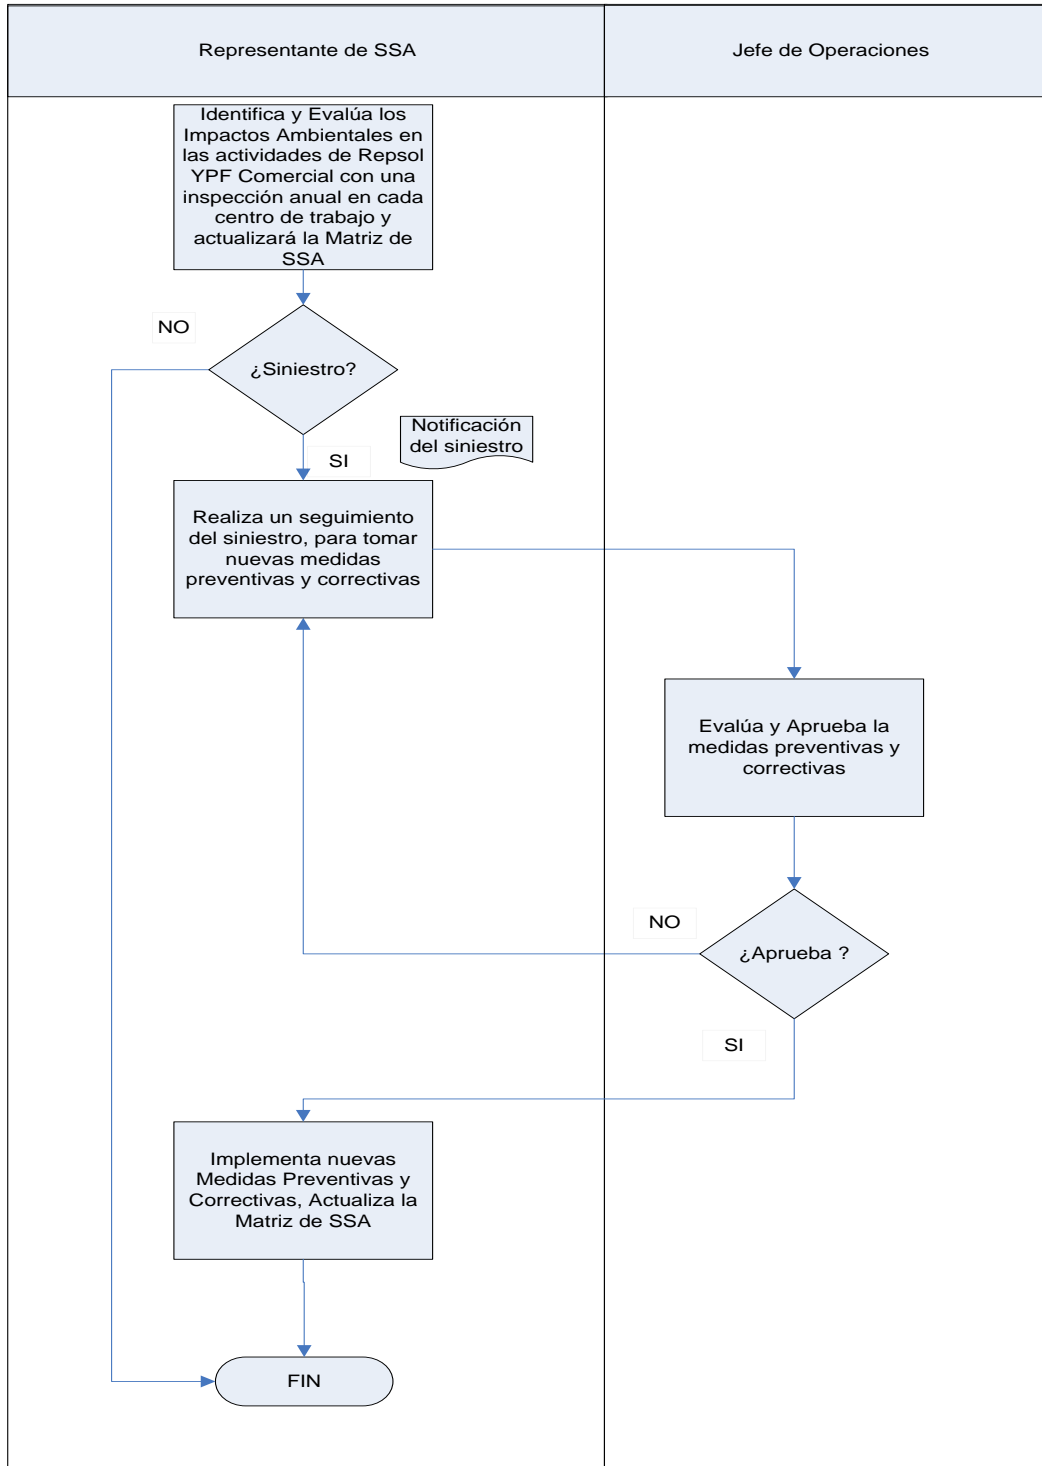 Representante de SSA
Jefe de Operaciones
Identifica y Evalúa los
Impactos Ambientales en
las actividades de Repsol
YPF Comercial con una
inspección anual en cada
centro de trabajo y
actualizará la Matriz de
SSA
NO
¿Siniestro?
Notificación
del siniestro
SI
Realiza un seguimiento
del siniestro, para tomar
nuevas medidas
preventivas y correctivas
Evalúa y Aprueba la
medidas preventivas y
correctivas
NO
¿Aprueba ?
SI
Implementa nuevas
Medidas Preventivas y
Correctivas, Actualiza la
Matriz de SSA
FIN